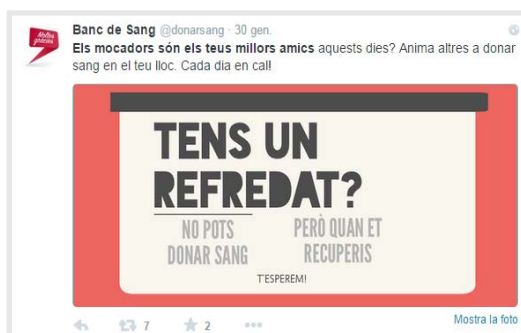 Moltes
gràcies
Banc de Sang @donarsang · 30 gen.
Els mocadors són els teus millors amics aquests dies? Anima altres a donar
sang en el teu lloc. Cada dia en cal!
TENS UN
REFREDAT?
NO POTS
DONAR SANG
PERÒ QUAN ET
RECUPERIS
T'ESPEREM!
7
2
Mostra la foto